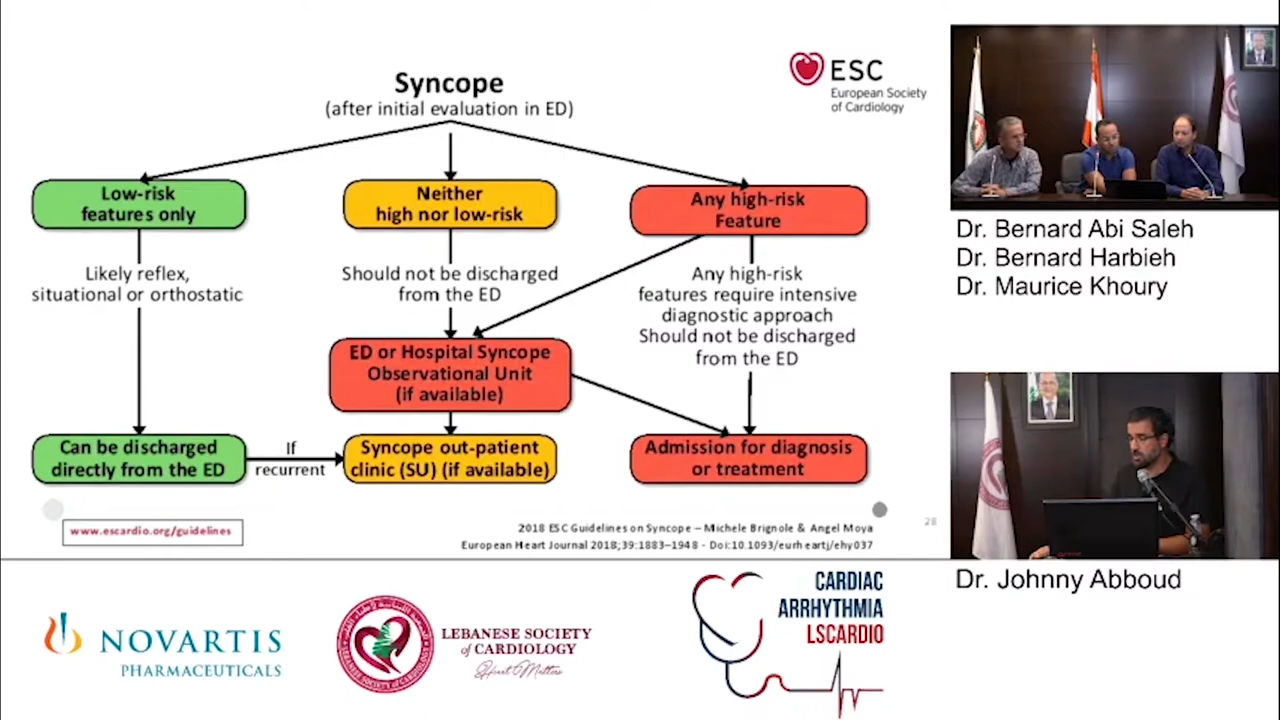 Syncope
(after initial evaluation in ED)
ESC
European Society
of Cardiology
Low-risk
features only
Neither
high nor low-risk
Any high-risk
Feature
Likely reflex,
situational or orthostatic
Should not be discharged
from the ED
Any high-risk
features require intensive
diagnostic approach
Should not be discharged
from the ED
ED or Hospital Syncope
Observational Unit
(if available)
Can be discharged
directly from the ED
If
recurrent
Syncope out-patient
clinic (SU) (if available)
Admission for diagnosis
or treatment
www.escardio.org/guidelines
2018 ESC Guidelines on Syncope – Michele Brignole & Angel Moya
European Heart Journal 2018;39:1883–1948 - Doi:10.1093/eurheartj/ehy037
28
Dr. Bernard Abi Saleh
Dr. Bernard Harbieh
Dr. Maurice Khoury
Dr. Johnny Abboud
NOVARTIS
PHARMACEUTICALS
LEBANESE SOCIETY
of CARDIOLOGY
Heart Matters
CARDIAC
ARRHYTHMIA
LSCARDIO